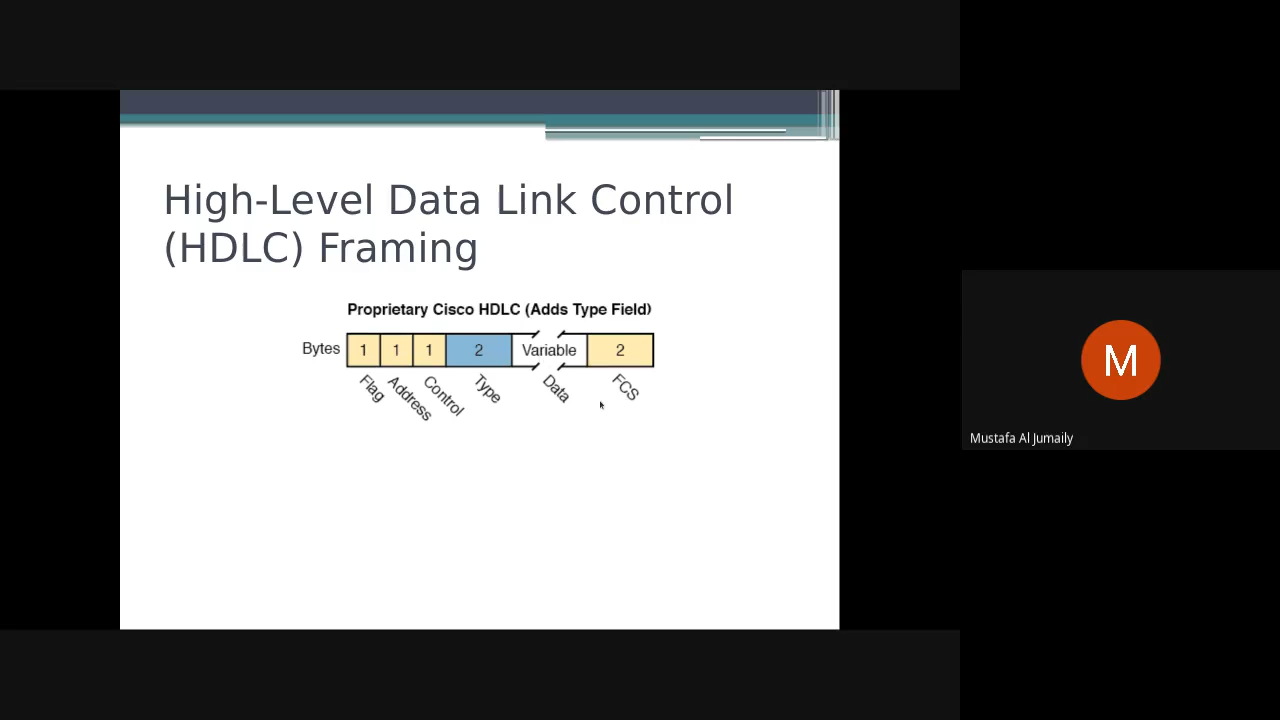 High-Level Data Link Control
(HDLC) Framing
Proprietary Cisco HDLC (Adds Type Field)
Bytes 1 1 1 2 Variable 2
Flag Address Control Type Data FCS
M
Mustafa Al Jumaily